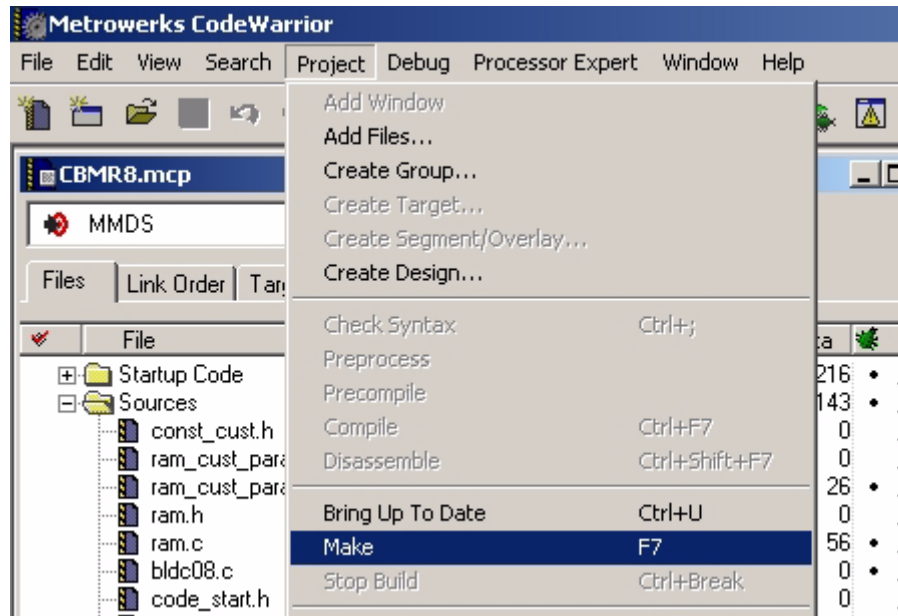 Metrowerks CodeWarrior
File Edit View Search Project Debug Processor Expert Window Help
Add Window
Add Files...
CBMR8.mcp
Create Group...
Create Target...
MMDS
Create Segment/Overlay...
Files Link Order Create Design...
File
Check Syntax Ctrl+;
Preprocess
Startup Code Precompile 216
Sources 143
const_cust.h Compile Ctrl+F7 0
ram_cust_para Disassemble Ctrl+Shift+F7 0
ram_cust_para 26
ram.h Bring Up To Date Ctrl+U 0
ram.c Make F7 56
bldc08.c Stop Build Ctrl+Break 0
code_start.h 0